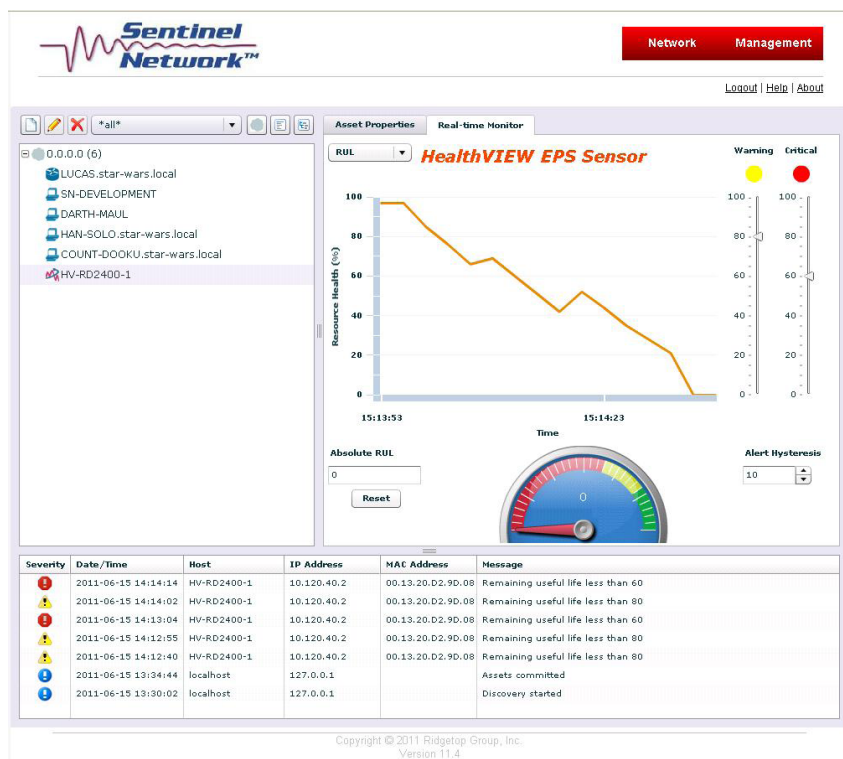 Sentinel
Network™
Network Management
Logout | Help | About
*all*
Asset Properties Real-time Monitor
0.0.0.0 (6)
LUCAS.star-wars.local
SN-DEVELOPMENT
DARTH-MAUL
HAN-SOLO.star-wars.local
COUNT-DOOKU.star-wars.local
HV-RD2400-1
RUL
HealthVIEW EPS Sensor
Warning Critical
Resource Health (%)
100
80
60
40
20
0
15:13:53 15:14:23
Time
100 100
80 80
60 60
40 40
20 20
0 0
Absolute RUL
0
Reset
0
Alert Hysteresis
10
Severity Date/Time Host IP Address MAC Address Message
2011-06-15 14:14:14 HV-RD2400-1 10.120.40.2 00.13.20.D2.9D.08 Remaining useful life less than 60
2011-06-15 14:14:02 HV-RD2400-1 10.120.40.2 00.13.20.D2.9D.08 Remaining useful life less than 80
2011-06-15 14:13:04 HV-RD2400-1 10.120.40.2 00.13.20.D2.9D.08 Remaining useful life less than 60
2011-06-15 14:12:55 HV-RD2400-1 10.120.40.2 00.13.20.D2.9D.08 Remaining useful life less than 80
2011-06-15 14:12:40 HV-RD2400-1 10.120.40.2 00.13.20.D2.9D.08 Remaining useful life less than 80
2011-06-15 13:34:44 localhost 127.0.0.1 Assets committed
2011-06-15 13:30:02 localhost 127.0.0.1 Discovery started
Copyright © 2011 Ridgetop Group, Inc.
Version 11.4